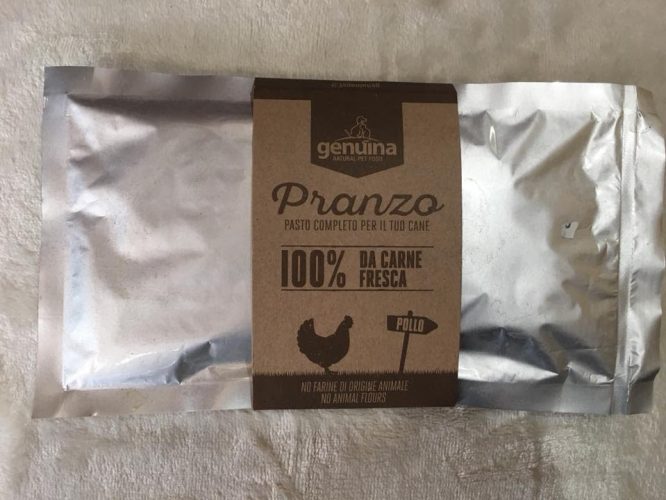 genuina
NATURAL PET FOOD
Pranzo
PASTO COMPLETO PER IL TUO CANE
100% DA CARNE
FRESCA
POLLO
NO FARINE DI ORIGINE ANIMALE
NO ANIMAL FLOURS